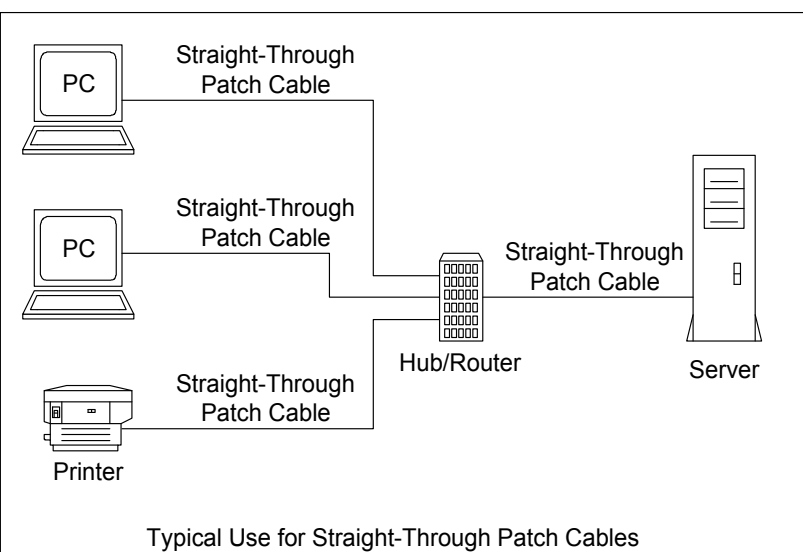 PC
Straight-Through
Patch Cable
PC
Straight-Through
Patch Cable
Printer
Straight-Through
Patch Cable
Hub/Router
Straight-Through
Patch Cable
Server
Typical Use for Straight-Through Patch Cables